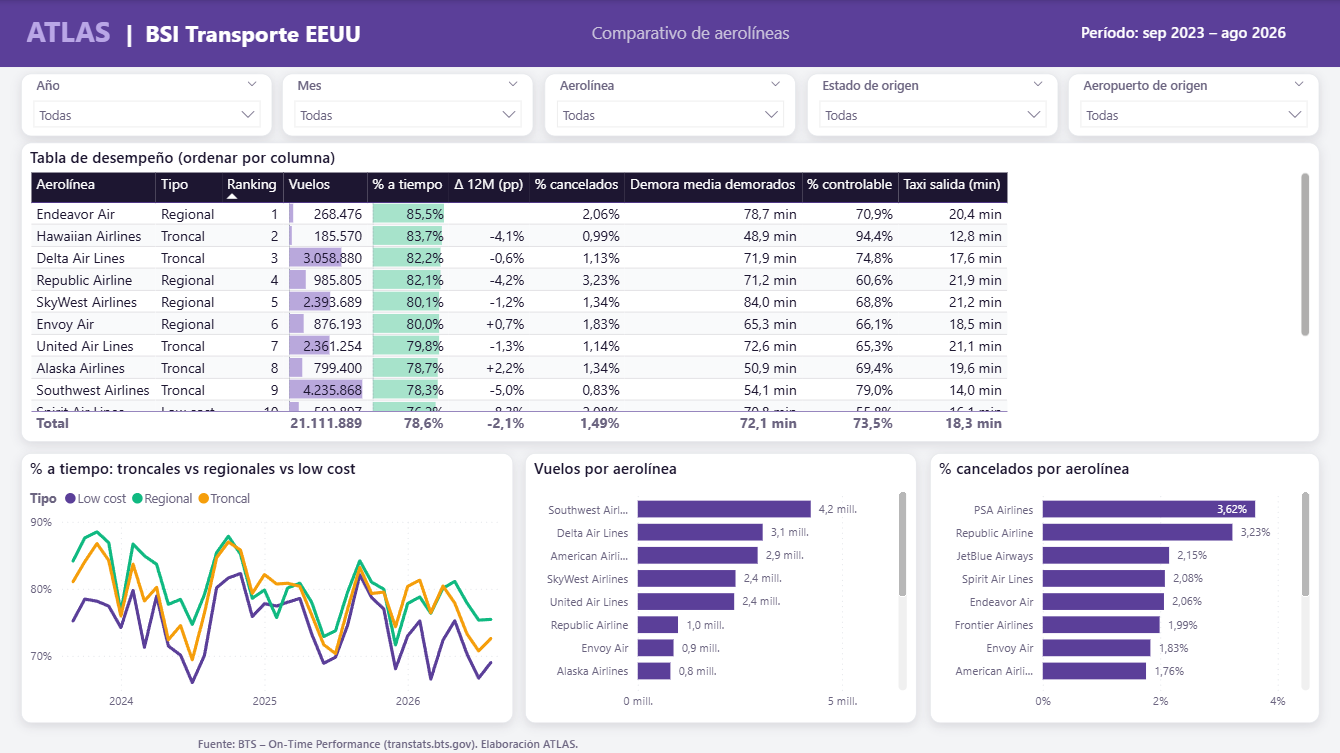 ATLAS | BSI Transporte EEUU
Comparativo de aerolíneas
Período: sep 2023 – ago 2026
Año
Mes
Aerolínea
Estado de origen
Aeropuerto de origen
Todas
Todas
Todas
Todas
Todas
Tabla de desempeño (ordenar por columna)
Aerolínea Tipo Ranking Vuelos % a tiempo Δ 12M (pp) % cancelados Demora media demorados % controlable Taxi salida (min)
Endeavor Air Regional 1 268.476 85,5% 2,06% 78,7 min 70,9% 20,4 min
Hawaiian Airlines Troncal 2 185.570 83,7% -4,1% 0,99% 48,9 min 94,4% 12,8 min
Delta Air Lines Troncal 3 3.058.880 82,2% -0,6% 1,13% 71,9 min 74,8% 17,6 min
Republic Airline Regional 4 985.805 82,1% -4,2% 3,23% 71,2 min 60,6% 21,9 min
SkyWest Airlines Regional 5 2.393.689 80,1% -1,2% 1,34% 84,0 min 68,8% 21,2 min
Envoy Air Regional 6 876.193 80,0% +0,7% 1,83% 65,3 min 66,1% 18,5 min
United Air Lines Troncal 7 2.361.254 79,8% -1,3% 1,14% 72,6 min 65,3% 21,1 min
Alaska Airlines Troncal 8 799.400 78,7% +2,2% 1,34% 50,9 min 69,4% 19,6 min
Southwest Airlines Troncal 9 4.235.868 78,3% -5,0% 0,83% 54,1 min 79,0% 14,0 min
Spirit Air Lines Low cost 10
Total 21.111.889 78,6% -2,1% 1,49% 72,1 min 73,5% 18,3 min
% a tiempo: troncales vs regionales vs low cost
Tipo Low cost Regional Troncal
90%
80%
70%
2024 2025 2026
Vuelos por aerolínea
Southwest Airl... 4,2 mill.
Delta Air Lines 3,1 mill.
American Airli... 2,9 mill.
SkyWest Airlines 2,4 mill.
United Air Lines 2,4 mill.
Republic Airline 1,0 mill.
Envoy Air 0,9 mill.
Alaska Airlines 0,8 mill.
0 mill. 5 mill.
% cancelados por aerolínea
PSA Airlines 3,62%
Republic Airline 3,23%
JetBlue Airways 2,15%
Spirit Air Lines 2,08%
Endeavor Air 2,06%
Frontier Airlines 1,99%
Envoy Air 1,83%
American Airli... 1,76%
0% 2% 4%
Fuente: BTS – On-Time Performance (transtats.bts.gov). Elaboración ATLAS.